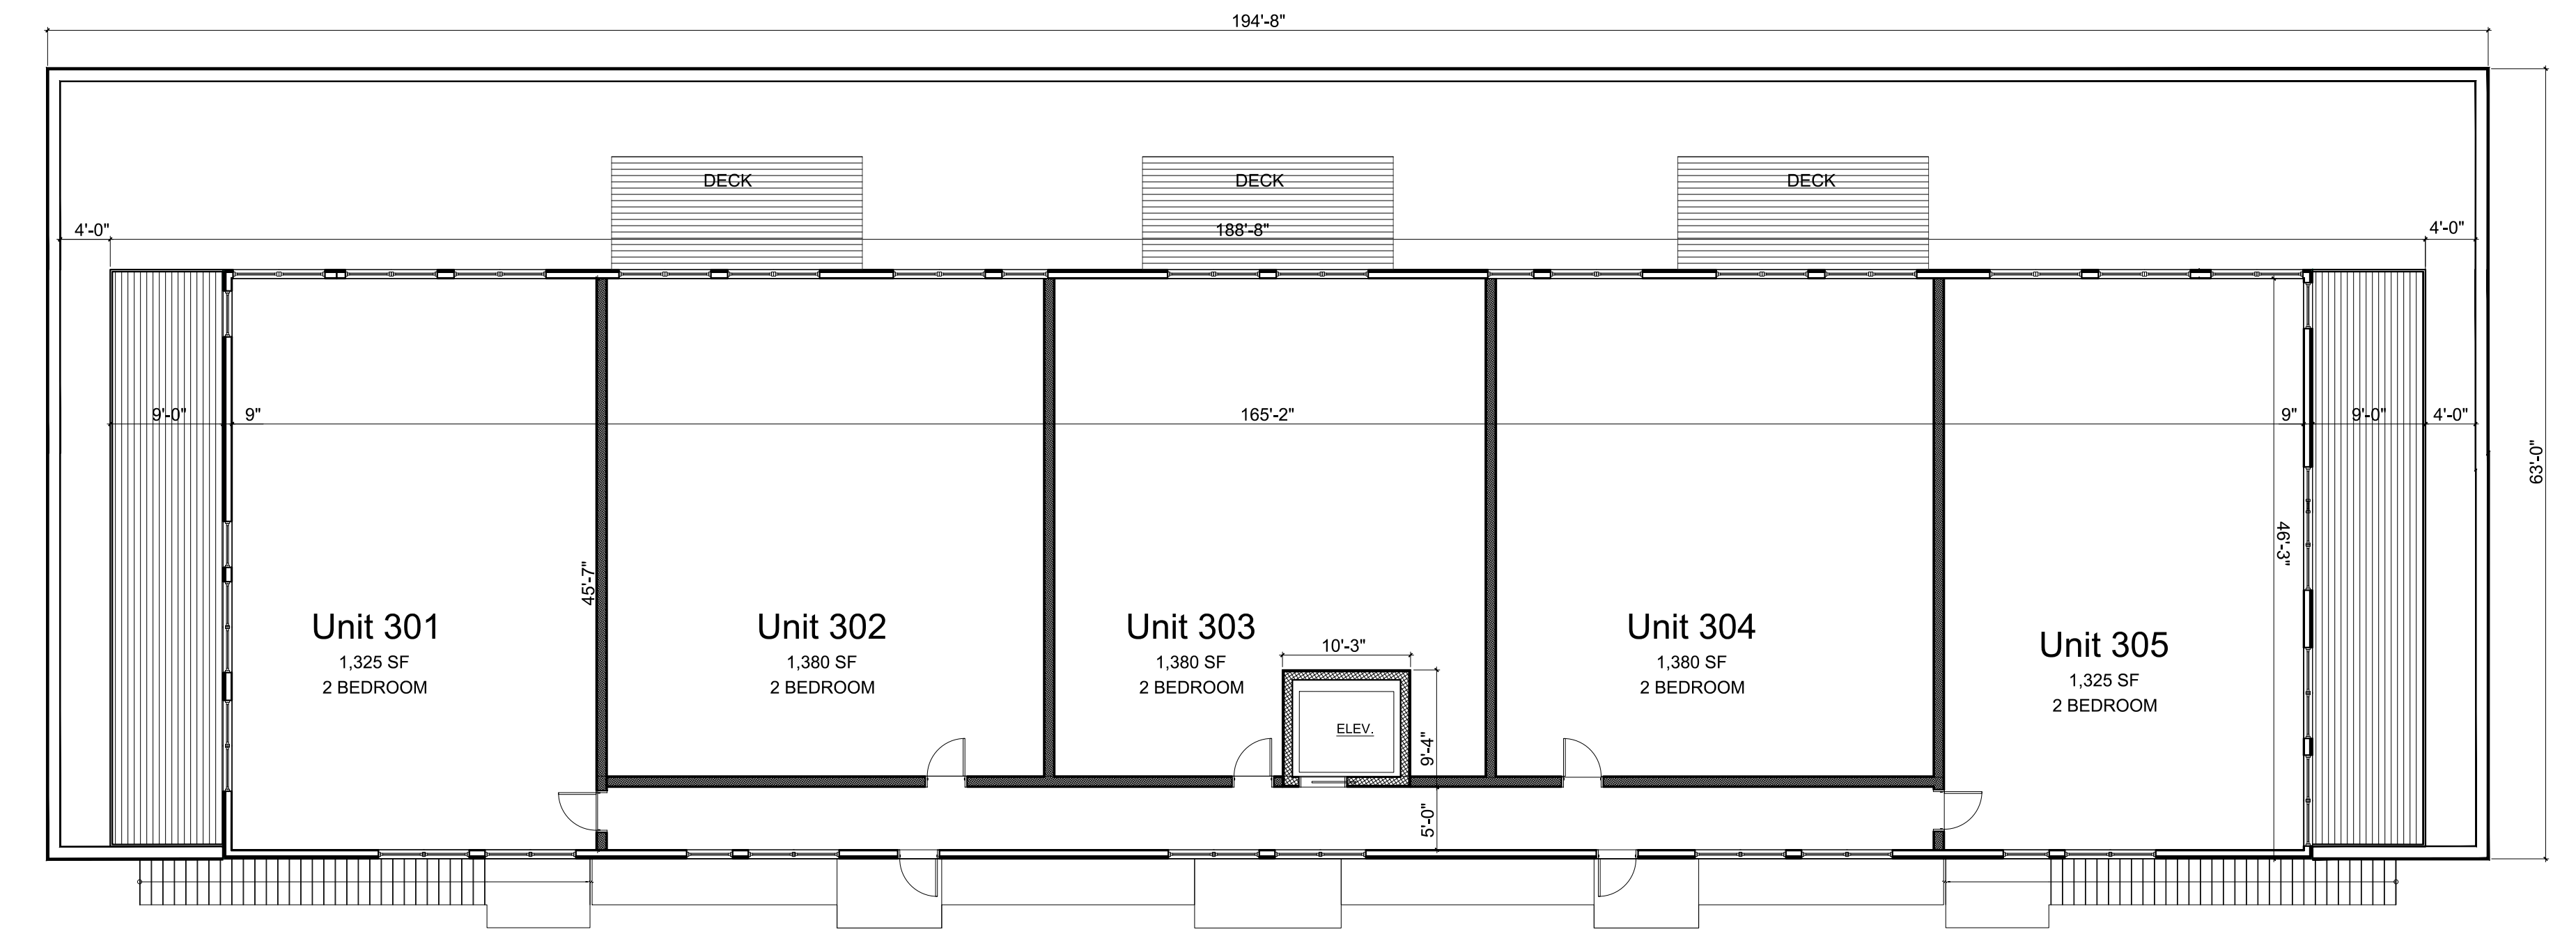 194'-8"
DECK
DECK
DECK
4'-0"
188'-8"
4'-0"
9'-0"
9"
165'-2"
9"
9'-0"
4'-0"
63'-0"
46'-3"
45'-7"
Unit 301
1,325 SF
2 BEDROOM
Unit 302
1,380 SF
2 BEDROOM
Unit 303
1,380 SF
2 BEDROOM
10'-3"
ELEV.
9'-4"
5'-0"
Unit 304
1,380 SF
2 BEDROOM
Unit 305
1,325 SF
2 BEDROOM